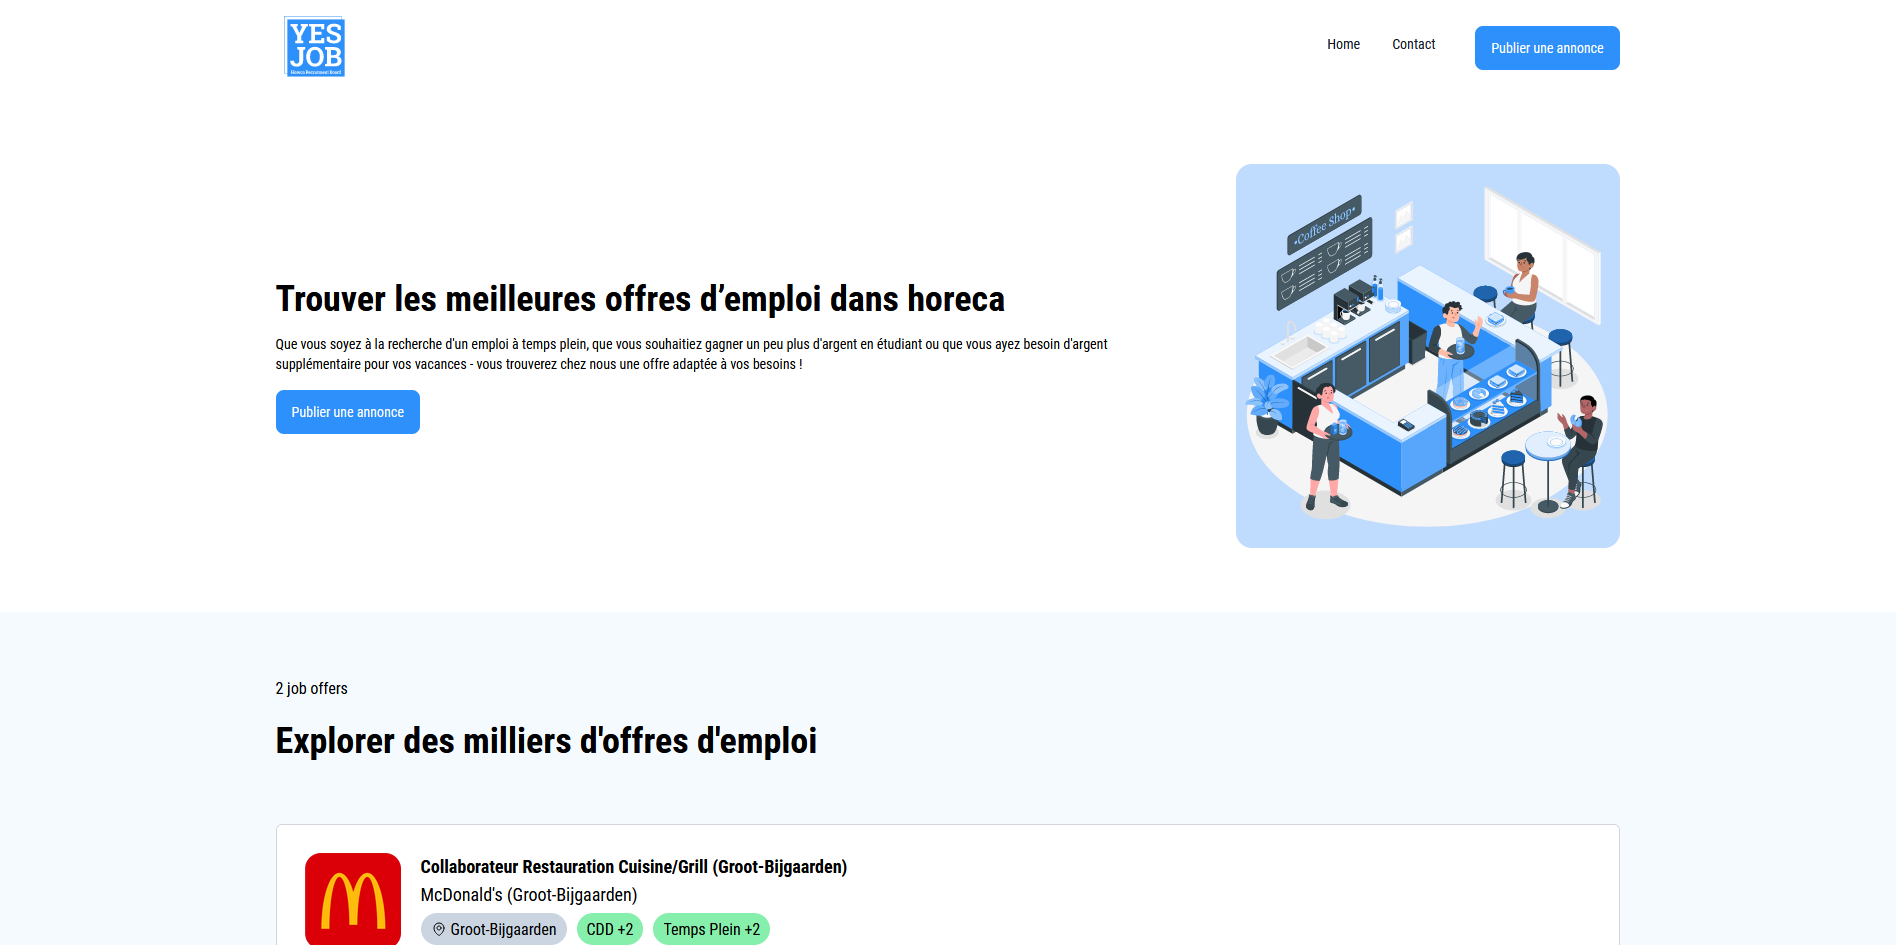 YES
JOB
Horeca Recruitment Board
Home
Contact
Publier une annonce
•Coffee Shop•
Trouver les meilleures offres d’emploi dans horeca
Que vous soyez à la recherche d'un emploi à temps plein, que vous souhaitiez gagner un peu plus d'argent en étudiant ou que vous ayez besoin d'argent
supplémentaire pour vos vacances - vous trouverez chez nous une offre adaptée à vos besoins !
Publier une annonce
2 job offers
Explorer des milliers d'offres d'emploi
Collaborateur Restauration Cuisine/Grill (Groot-Bijgaarden)
McDonald's (Groot-Bijgaarden)
Groot-Bijgaarden
CDD +2
Temps Plein +2